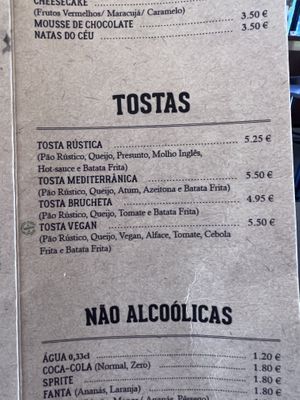 CHEESECAKE
(Frutos Vermelhos/ Maracujá/ Caramelo)
MOUSSE DE CHOCOLATE 3.50 €
NATAS DO CÉU 3.50 €
TOSTAS
TOSTA RÚSTICA 5.25 €
(Pão Rústico, Queijo, Presunto, Molho Inglês,
Hot-sauce e Batata Frita)
TOSTA MEDITERRÂNICA 5.50 €
(Pão Rústico, Queijo, Atum, Azeitona e Batata Frita)
TOSTA BRUCHETA 4.95 €
(Pão Rústico, Queijo, Tomate e Batata Frita)
TOSTA VEGAN 5.50 €
(Pão Rústico, Queijo, Vegan, Alface, Tomate, Cebola
Frita e Batata Frita)
NÃO ALCOÓLICAS
ÁGUA 0,33cl 1.20 €
COCA-COLA (Normal, Zero) 1.80 €
SPRITE 1.80 €
FANTA (Ananás, Laranja) 1.80 €